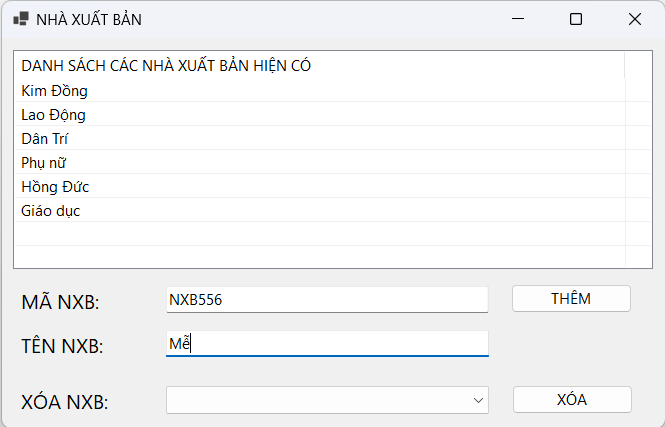 NHÀ XUẤT BẢN
DANH SÁCH CÁC NHÀ XUẤT BẢN HIỆN CÓ
Kim Đồng
Lao Động
Dân Trí
Phụ nữ
Hồng Đức
Giáo dục
MÃ NXB: NXB556 THÊM
TÊN NXB: Mễ
XÓA NXB: XÓA